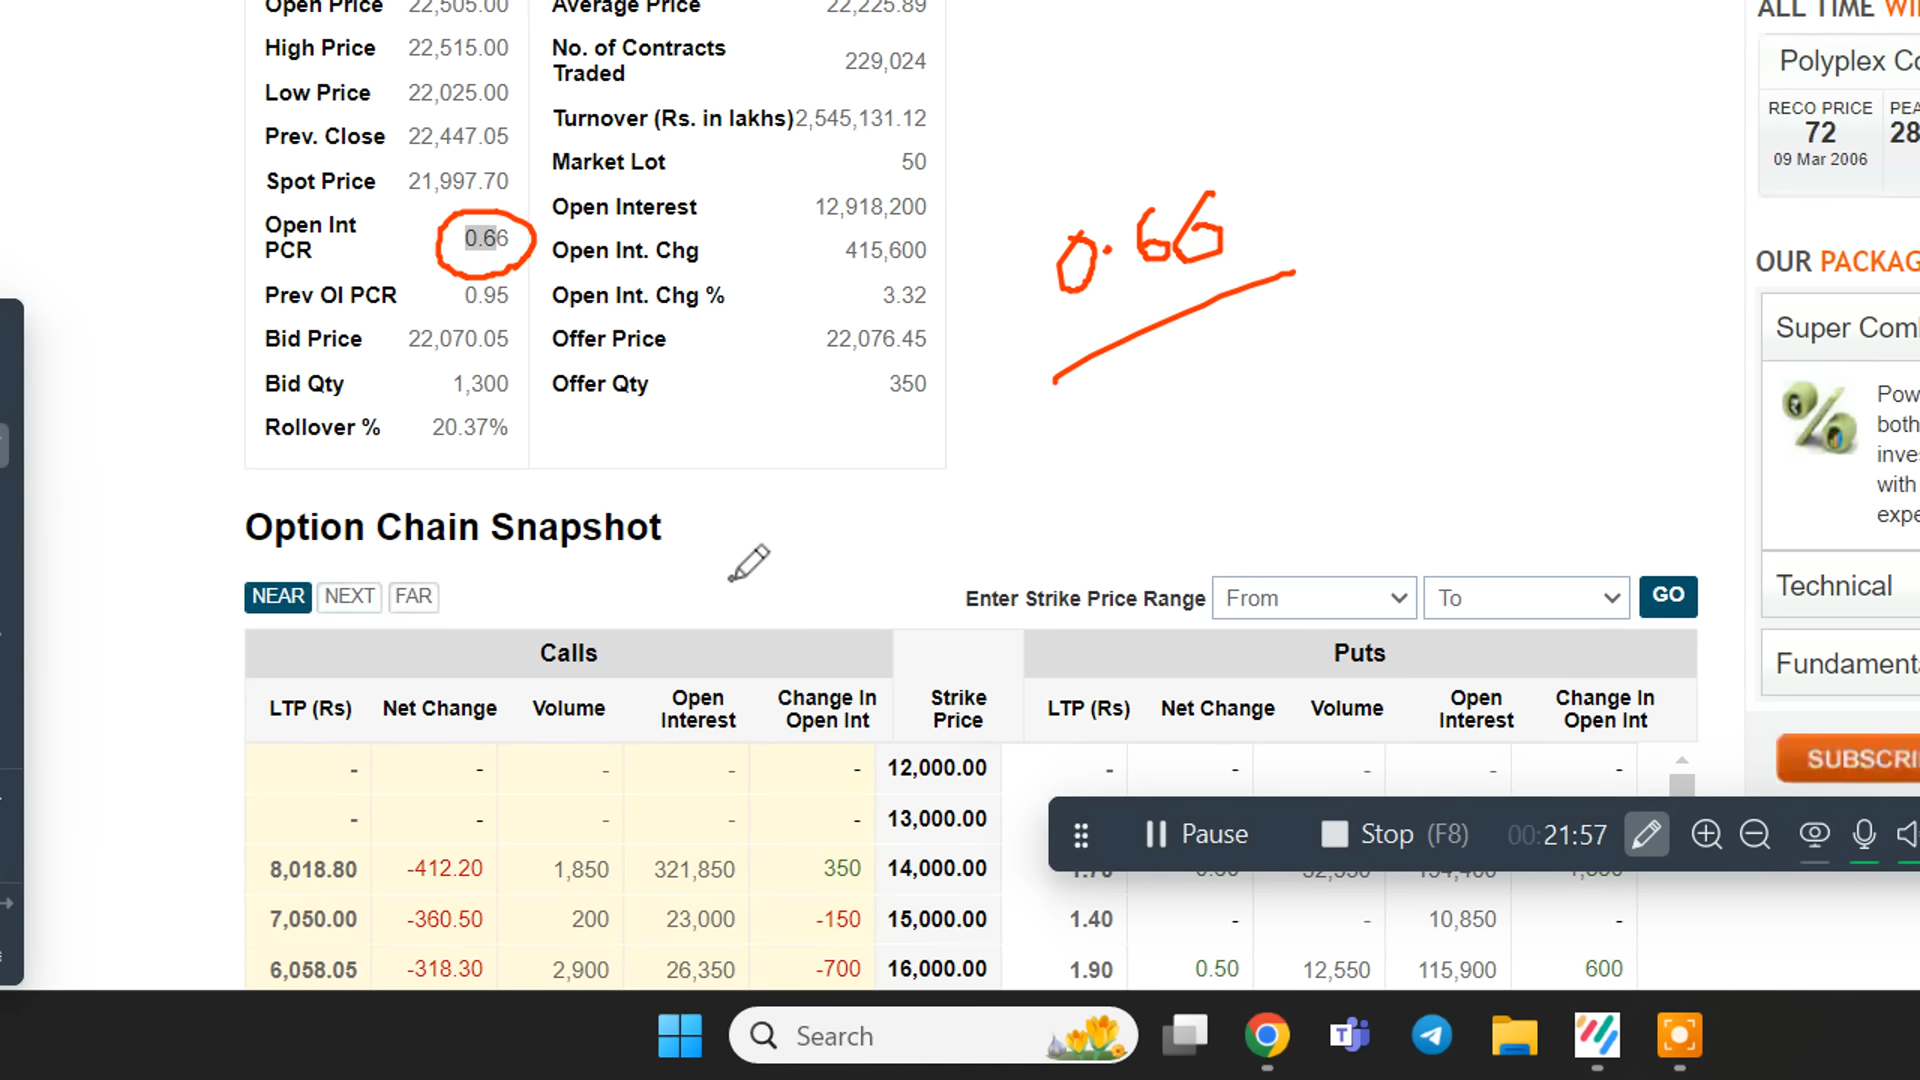 Open Price 22,505.00 Average Price 22,225.89
High Price 22,515.00 No. of Contracts Traded 229,024
Low Price 22,025.00 Turnover (Rs. in lakhs) 2,545,131.12
Prev. Close 22,447.05 Market Lot 50
Spot Price 21,997.70 Open Interest 12,918,200
Open Int PCR 0.66 Open Int. Chg 415,600
Prev OI PCR 0.95 Open Int. Chg % 3.32
Bid Price 22,070.05 Offer Price 22,076.45
Bid Qty 1,300 Offer Qty 350
Rollover % 20.37%
0.66
ALL TIME WI
Polyplex Co
RECO PRICE PEA
72 28
09 Mar 2006
OUR PACKAG
Super Com
Pow
both
inve
with
expe
Technical
Fundamenta
SUBSCRI
Option Chain Snapshot
NEAR NEXT FAR Enter Strike Price Range From To GO
Calls Puts
LTP (Rs) Net Change Volume Open Interest Change In Open Int Strike Price LTP (Rs) Net Change Volume Open Interest Change In Open Int
- - - - - 12,000.00 - - - - -
- - - - - 13,000.00
8,018.80 -412.20 1,850 321,850 350 14,000.00
7,050.00 -360.50 200 23,000 -150 15,000.00 1.40 - - 10,850 -
6,058.05 -318.30 2,900 26,350 -700 16,000.00 1.90 0.50 12,550 115,900 600
Pause Stop (F8) 00:21:57
Search